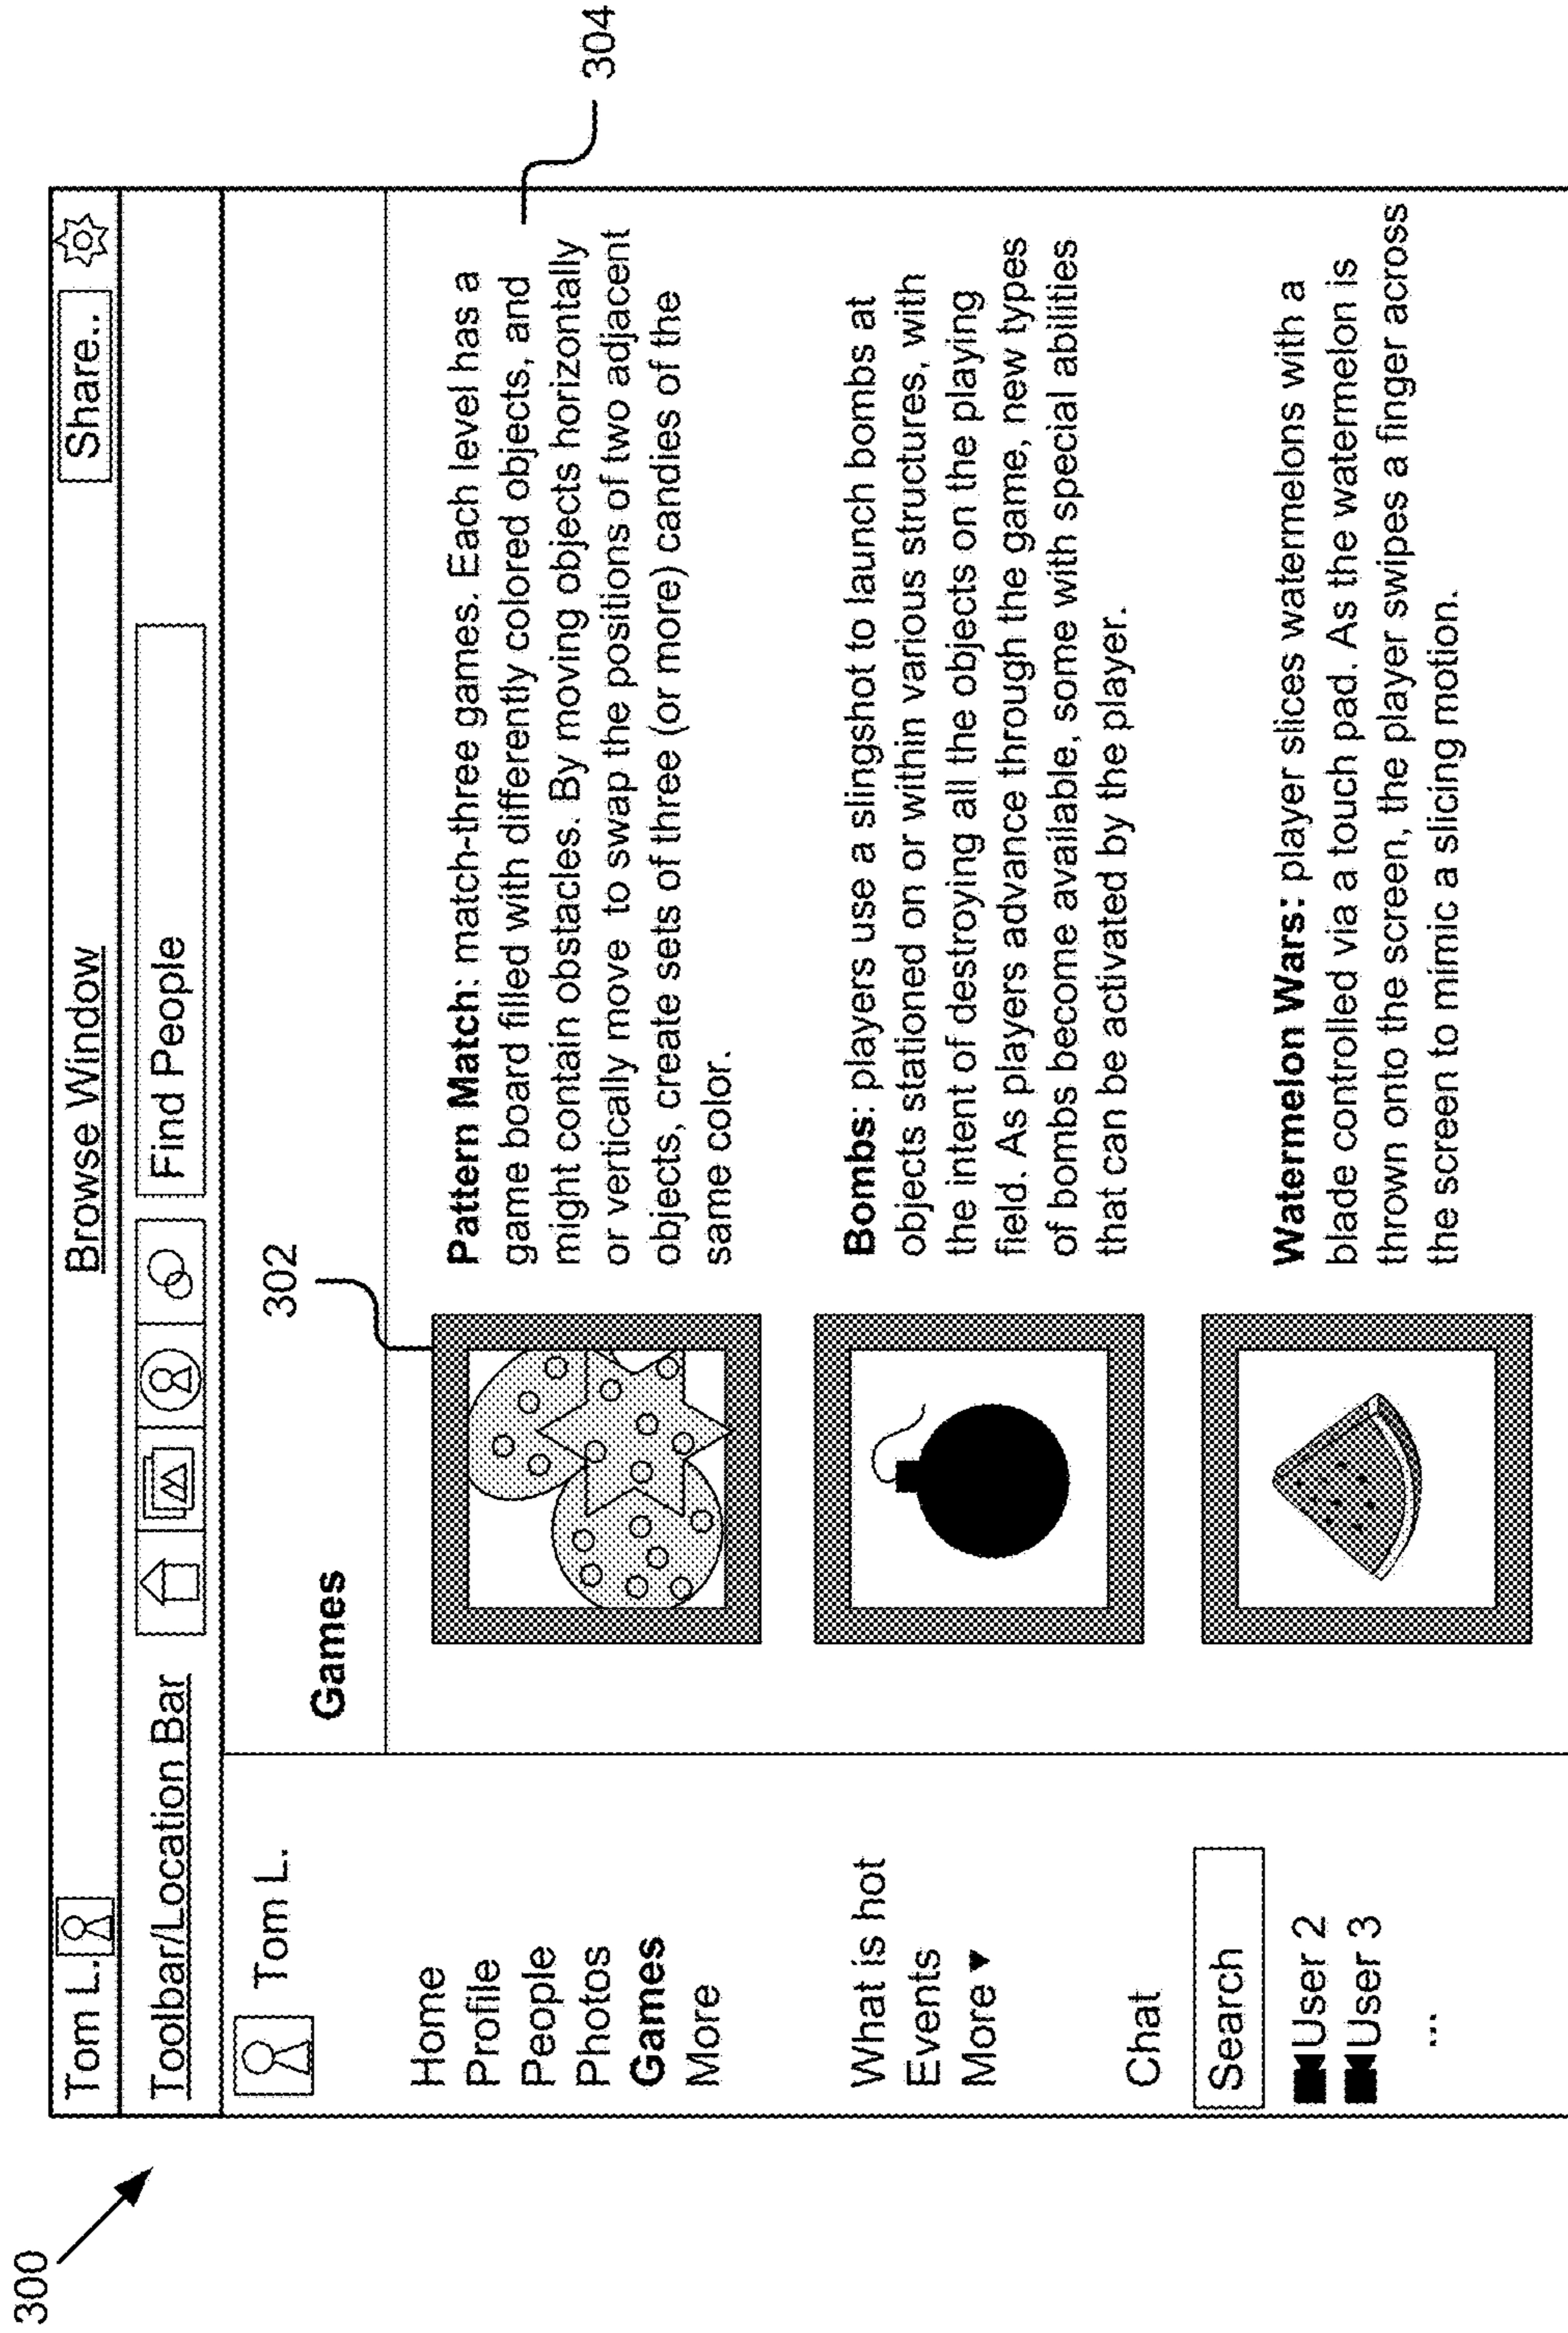 300
Tom L.
Browse Window
Share..
Toolbar/Location Bar
Find People
Tom L.
Home
Profile
People
Photos
Games
More
What is hot
Events
More ▼
Chat
Search
User 2
User 3
...
Games
302
304
Pattern Match: match-three games. Each level has a
game board filled with differently colored objects, and
might contain obstacles. By moving objects horizontally
or vertically move to swap the positions of two adjacent
objects, create sets of three (or more) candies of the
same color.
Bombs: players use a slingshot to launch bombs at
objects stationed on or within various structures, with
the intent of destroying all the objects on the playing
field. As players advance through the game, new types
of bombs become available, some with special abilities
that can be activated by the player.
Watermelon Wars: player slices watermelons with a
blade controlled via a touch pad. As the watermelon is
thrown onto the screen, the player swipes a finger across
the screen to mimic a slicing motion.